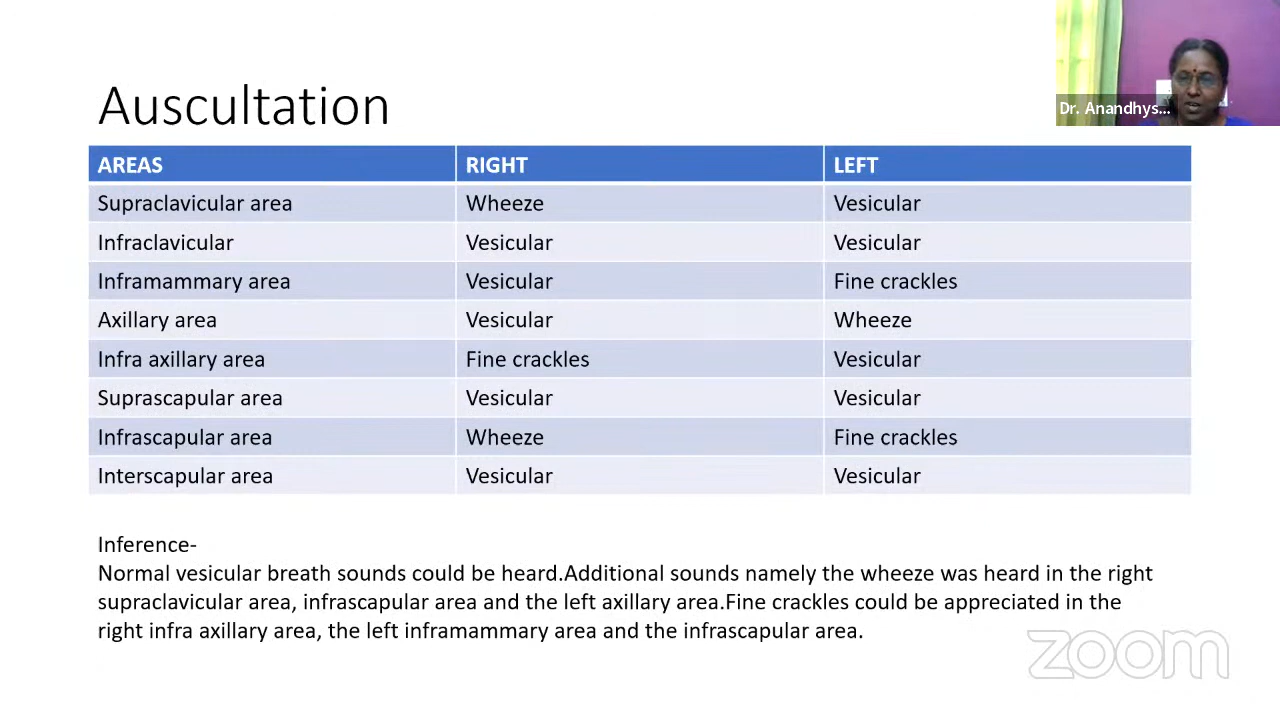 Dr. Anandhys...
Auscultation
AREAS RIGHT LEFT
Supraclavicular area Wheeze Vesicular
Infraclavicular Vesicular Vesicular
Inframammary area Vesicular Fine crackles
Axillary area Vesicular Wheeze
Infra axillary area Fine crackles Vesicular
Suprascapular area Vesicular Vesicular
Infrascapular area Wheeze Fine crackles
Interscapular area Vesicular Vesicular
Inference-
Normal vesicular breath sounds could be heard.Additional sounds namely the wheeze was heard in the right
supraclavicular area, infrascapular area and the left axillary area.Fine crackles could be appreciated in the
right infra axillary area, the left inframammary area and the infrascapular area.
zoom